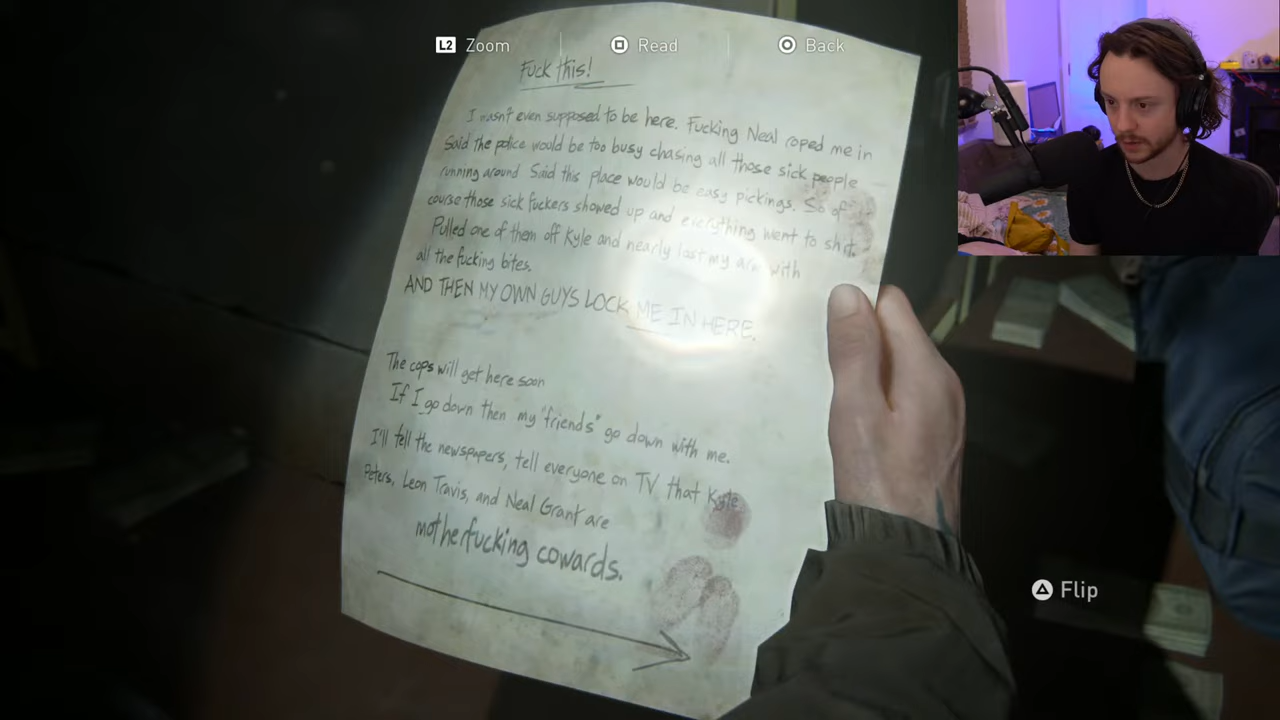 L2 Zoom
Read
Back
Fuck this!
I wasn't even supposed to be here. Fucking Neal roped me in
Said the police would be too busy chasing all those sick people
running around Said this place would be easy pickings. So of
course those sick fuckers showed up and everything went to shit.
Pulled one of them off Kyle and nearly lost my arm with
all the fucking bites.
AND THEN MY OWN GUYS LOCK ME IN HERE.
The cops will get here soon
If I go down then my "friends" go down with me.
I'll tell the newspapers, tell everyone on TV that Kyle
Peters, Leon Travis, and Neal Grant are
motherfucking cowards.
Flip